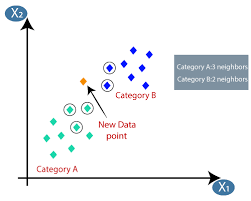 X₂
Category A:3 neighbors
Category B:2 neighbors
Category B
New Data
point
Category A
X₁